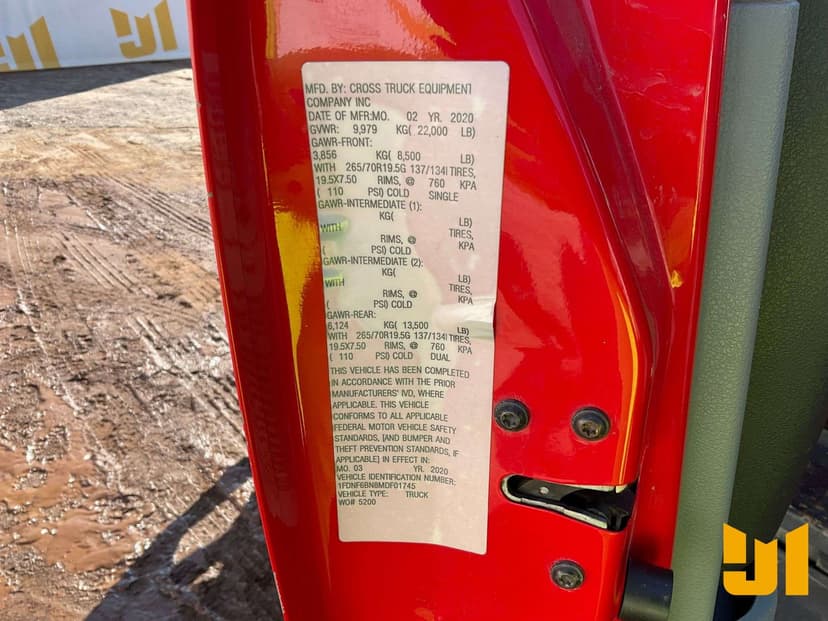 MFD. BY: CROSS TRUCK EQUIPMENT
COMPANY INC
DATE OF MFR:MO. 02 YR. 2020
GVWR: 9,979 KG( 22,000 LB)
GAWR-FRONT:
3,856 KG( 8,500 LB)
WITH 265/70R19.5G 137/134l TIRES,
19.5X7.50 RIMS, @ 760 KPA
( 110 PSI) COLD SINGLE
GAWR-INTERMEDIATE (1):
KG( LB)
WITH TIRES,
RIMS, @ KPA
( PSI) COLD
GAWR-INTERMEDIATE (2):
KG( LB)
WITH TIRES,
RIMS, @ KPA
( PSI) COLD
GAWR-REAR:
6,124 KG( 13,500 LB)
WITH 265/70R19.5G 137/134l TIRES,
19.5X7.50 RIMS, @ 760 KPA
( 110 PSI) COLD DUAL
THIS VEHICLE HAS BEEN COMPLETED
IN ACCORDANCE WITH THE PRIOR
MANUFACTURERS' IVD, WHERE
APPLICABLE. THIS VEHICLE
CONFORMS TO ALL APPLICABLE
FEDERAL MOTOR VEHICLE SAFETY
STANDARDS, [AND BUMPER AND
THEFT PREVENTION STANDARDS, IF
APPLICABLE] IN EFFECT IN:
MO. 03 YR. 2020
VEHICLE IDENTIFICATION NUMBER:
1FDNF6BN8MDF01745
VEHICLE TYPE: TRUCK
WO# 5200